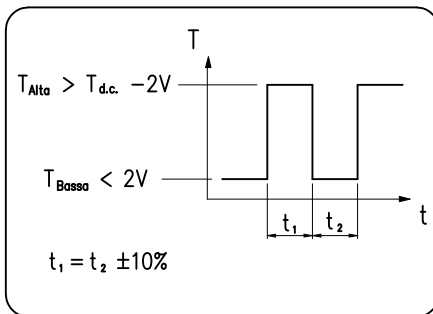 T
T_Alta > T_d.c. -2V
T_Bassa < 2V
t₁ t₂
t
t₁ = t₂ ±10%